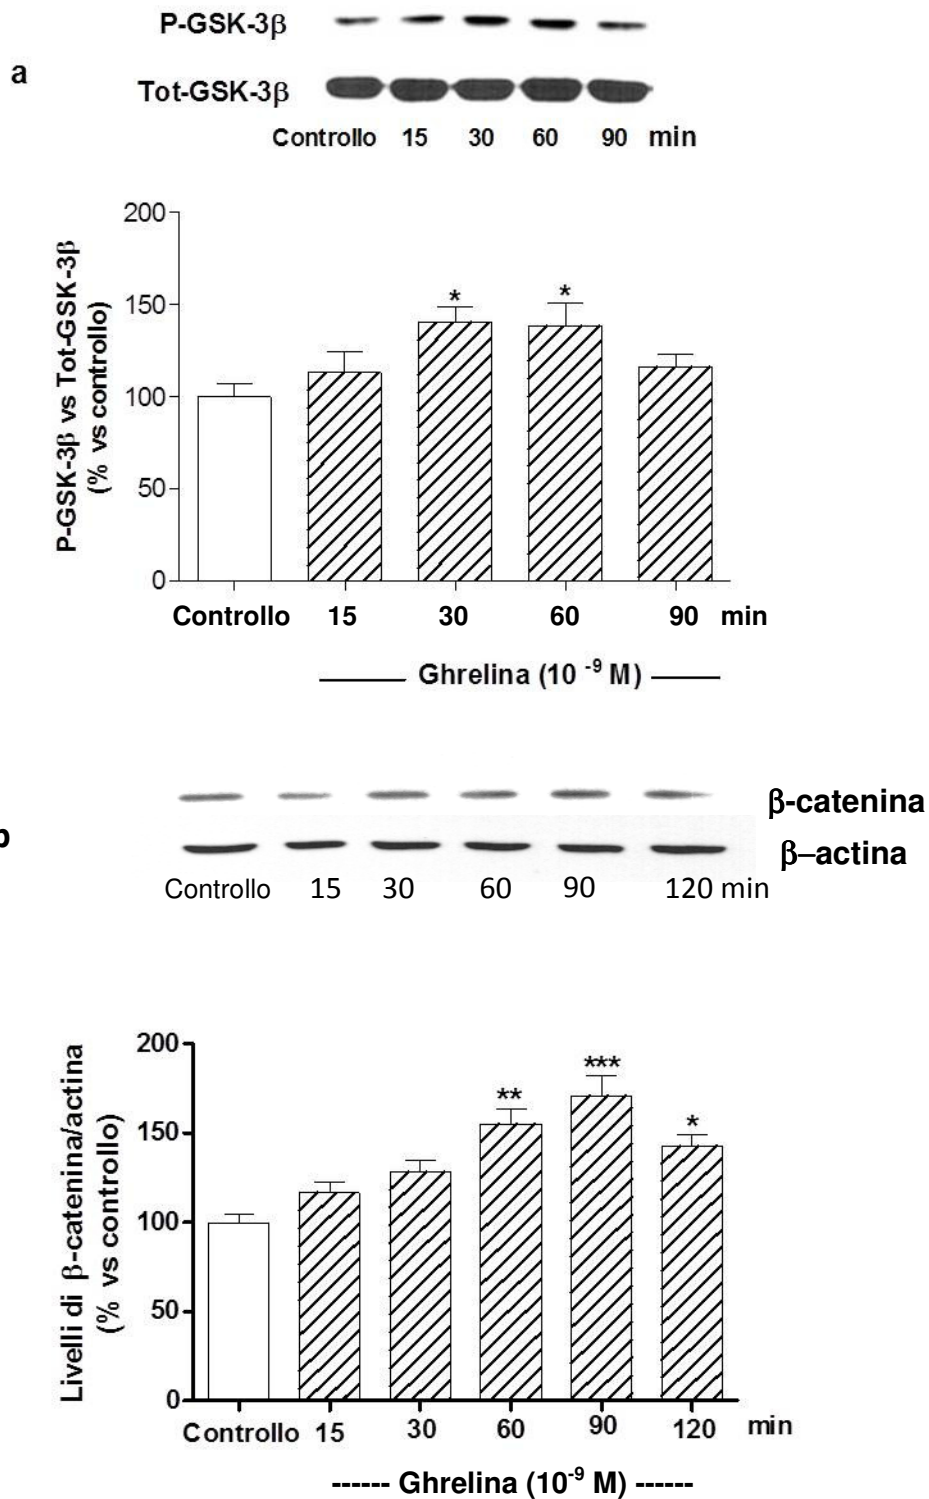 P-GSK-3β
a
Tot-GSK-3β
Controllo 15 30 60 90 min
P-GSK-3β vs Tot-GSK-3β
(% vs controllo)
200
150
100
50
0
* *
Controllo 15 30 60 90 min
Ghrelina (10 -9 M)
β-catenina
b
β–actina
Controllo 15 30 60 90 120 min
Livelli di β-catenina/actina
(% vs controllo)
200
150
100
50
0
** *** *
Controllo 15 30 60 90 120 min
------ Ghrelina (10-9 M) ------